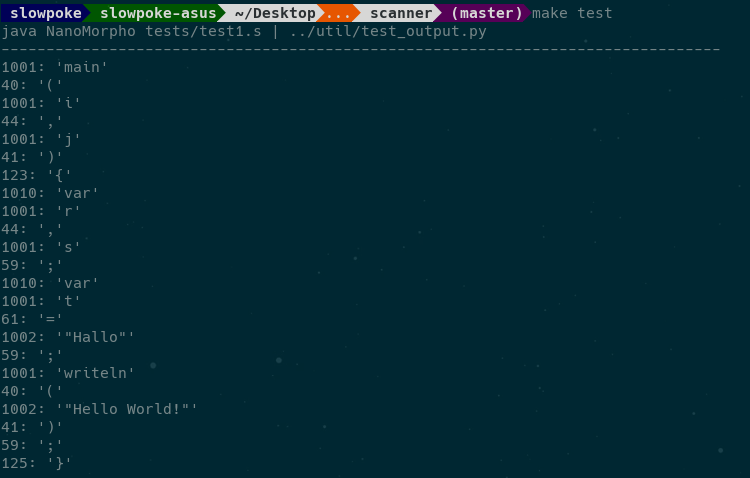 slowpoke slowpoke-asus ~/Desktop ... scanner (master) make test
java NanoMorpho tests/test1.s | ../util/test_output.py
--------------------------------------------------------------------------------
1001: 'main'
40: '('
1001: 'i'
44: ','
1001: 'j'
41: ')'
123: '{'
1010: 'var'
1001: 'r'
44: ','
1001: 's'
59: ';'
1010: 'var'
1001: 't'
61: '='
1002: '"Hallo"'
59: ';'
1001: 'writeln'
40: '('
1002: '"Hello World!"'
41: ')'
59: ';'
125: '}'